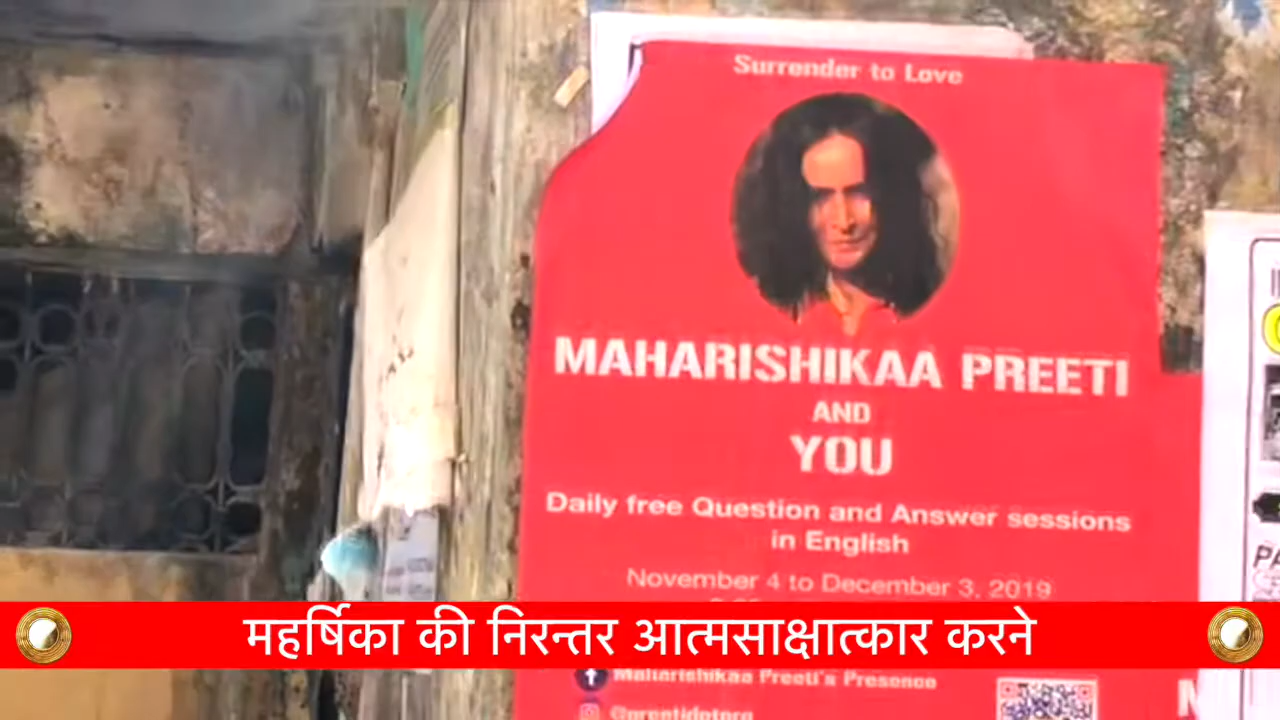 Surrender to Love
MAHARISHIKAA PREETI
AND
YOU
Daily free Question and Answer sessions
in English
November 4 to December 3, 2019
महर्षिका की निरन्तर आत्मसाक्षात्कार करने
Maharishikaa Preeti's Presence
@preetidotorg